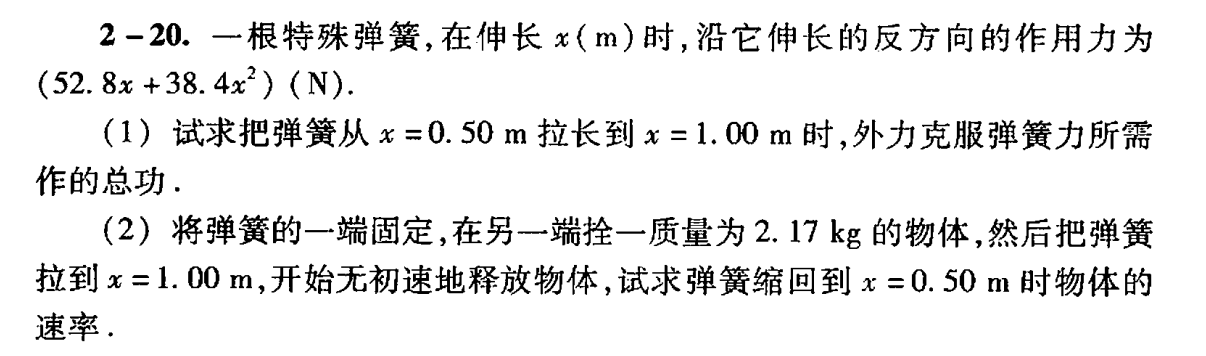 2-20. 一根特殊弹簧,在伸长 x(m)时,沿它伸长的反方向的作用力为
(52.8x+38.4x²)(N).
(1) 试求把弹簧从 x=0.50 m 拉长到 x=1.00 m 时,外力克服弹簧力所需
作的总功.
(2) 将弹簧的一端固定,在另一端拴一质量为 2.17 kg 的物体,然后把弹簧
拉到 x=1.00 m,开始无初速地释放物体,试求弹簧缩回到 x=0.50 m 时物体的
速率.